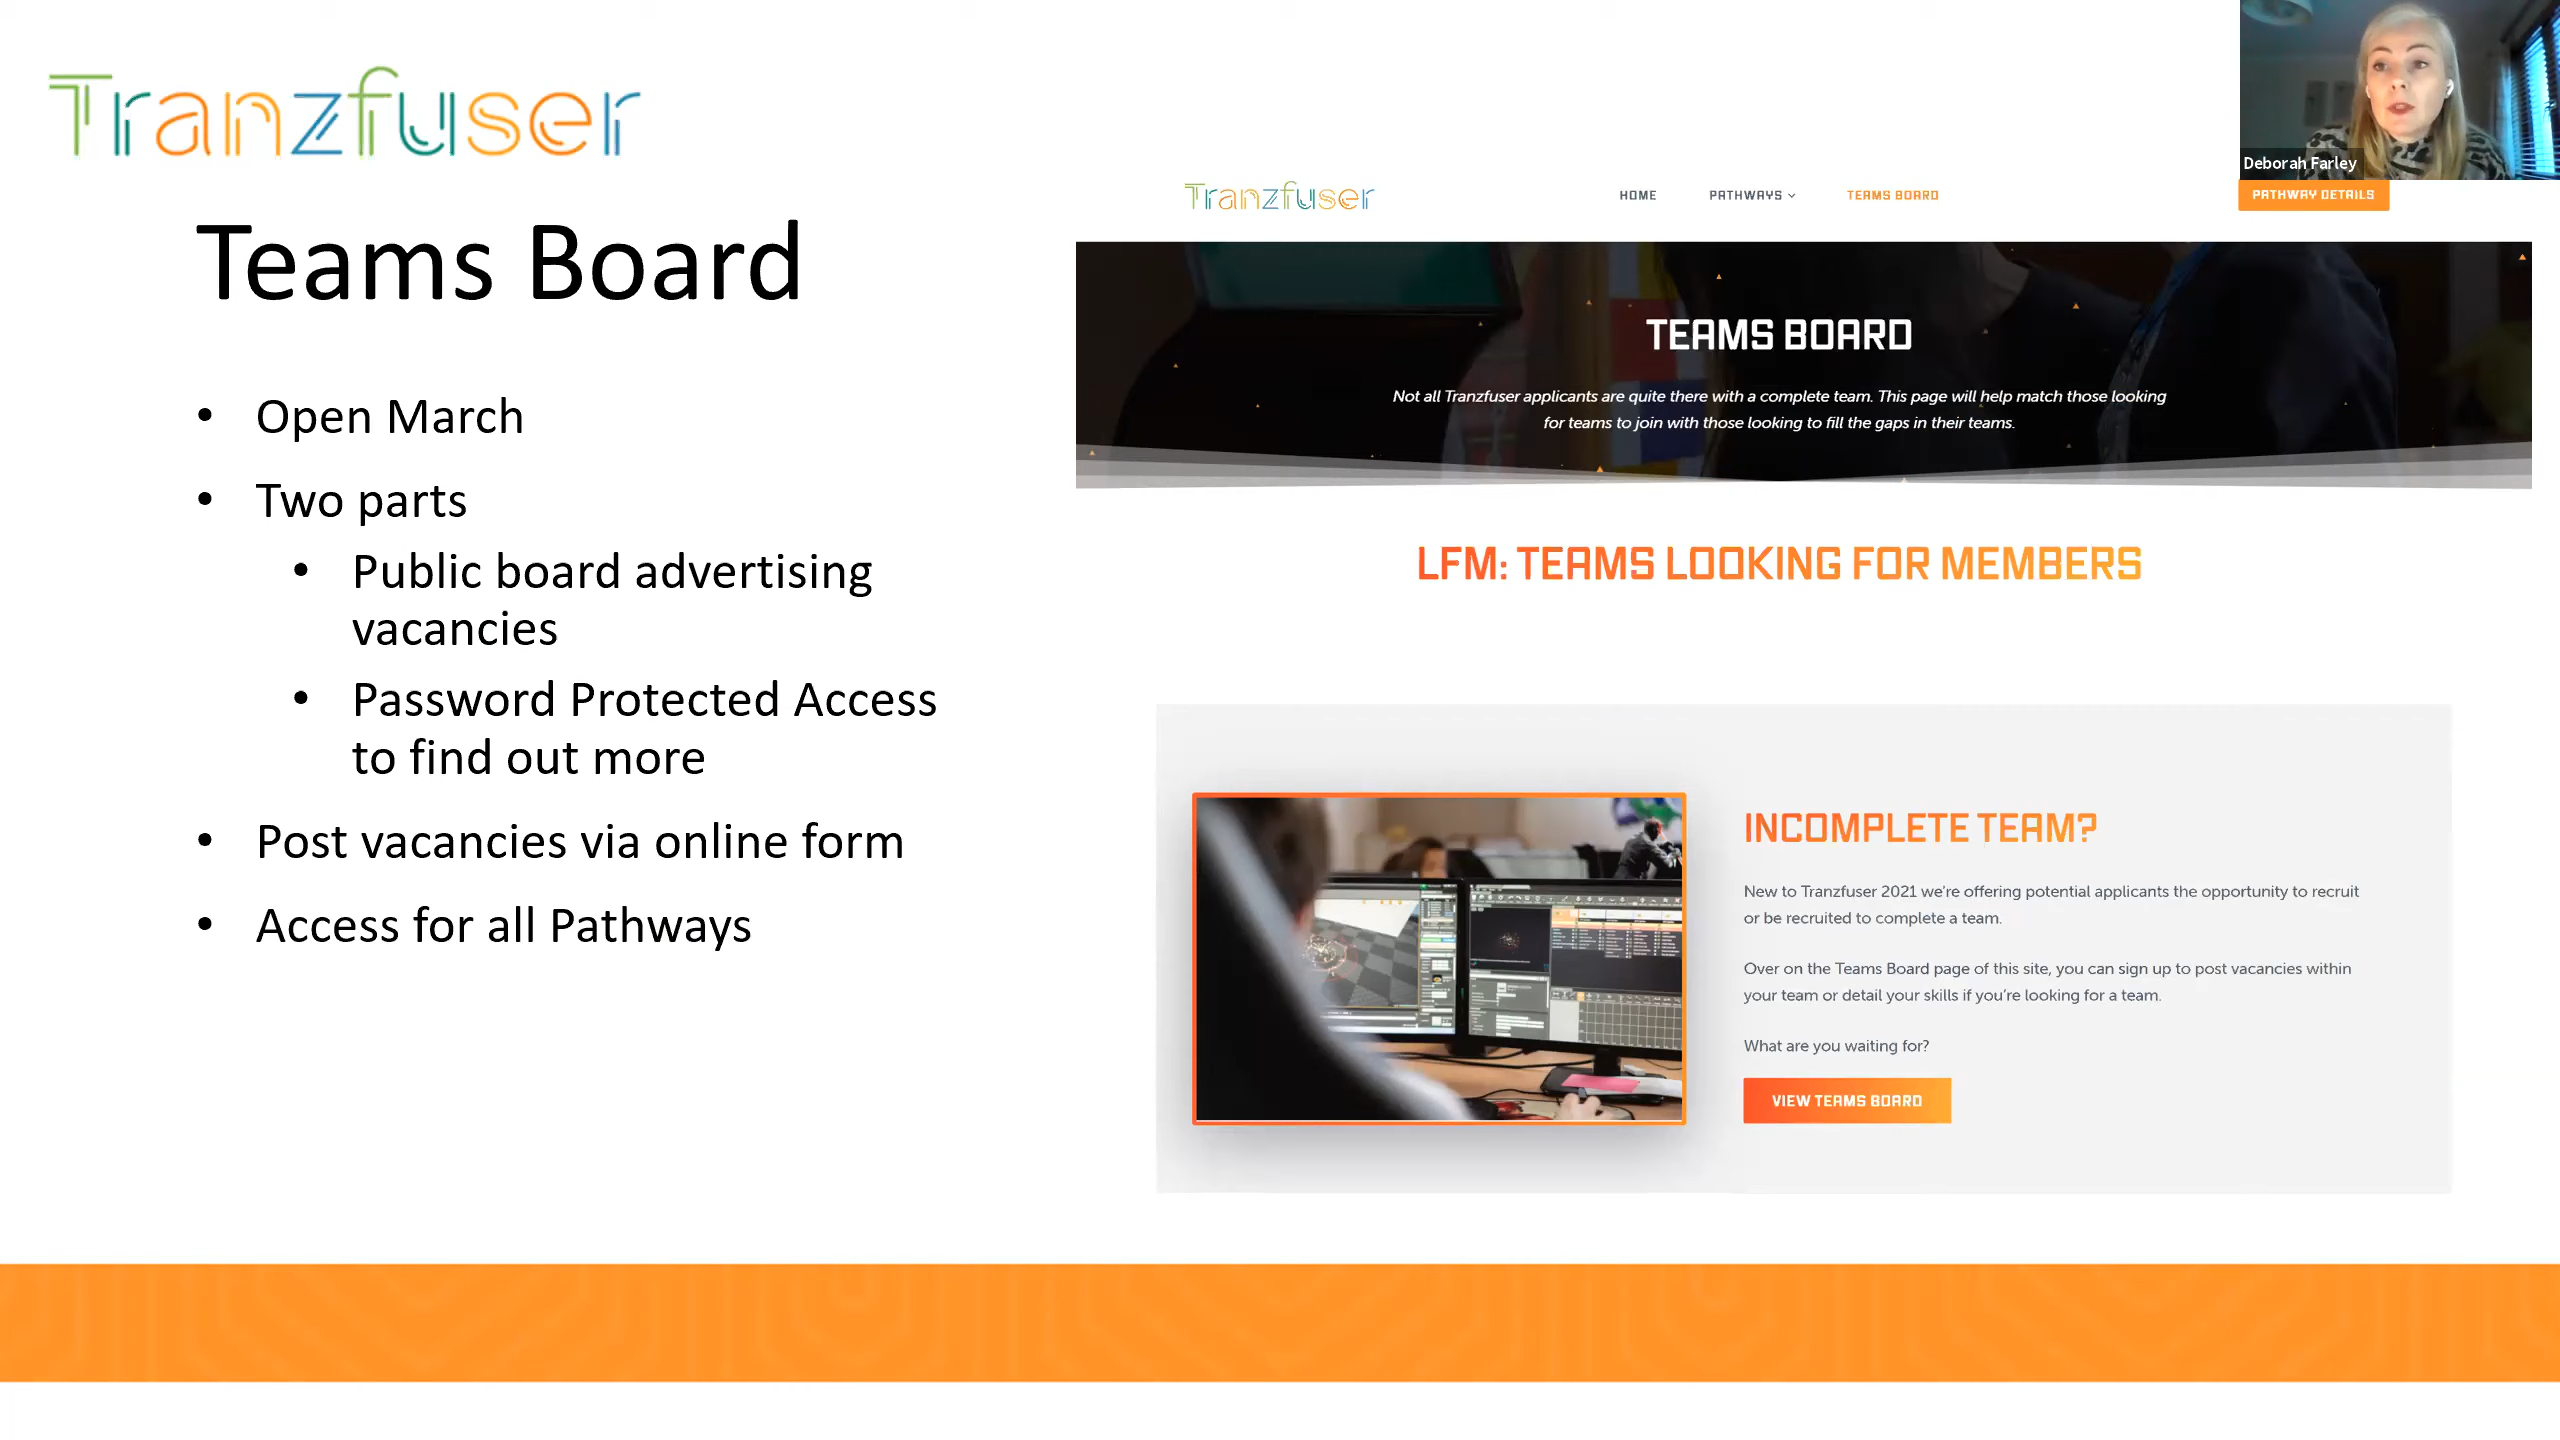 Tranzfuser
Deborah Farley
Tranzfuser
HOME
PATHWAYS
TEAMS BOARD
PATHWAY DETAILS
Teams Board
• Open March
• Two parts
• Public board advertising
vacancies
• Password Protected Access
to find out more
• Post vacancies via online form
• Access for all Pathways
TEAMS BOARD
Not all Tranzfuser applicants are quite there with a complete team. This page will help match those looking
for teams to join with those looking to fill the gaps in their teams.
LFM: TEAMS LOOKING FOR MEMBERS
INCOMPLETE TEAM?
New to Tranzfuser 2021 we're offering potential applicants the opportunity to recruit
or be recruited to complete a team.
Over on the Teams Board page of this site, you can sign up to post vacancies within
your team or detail your skills if you're looking for a team.
What are you waiting for?
VIEW TEAMS BOARD